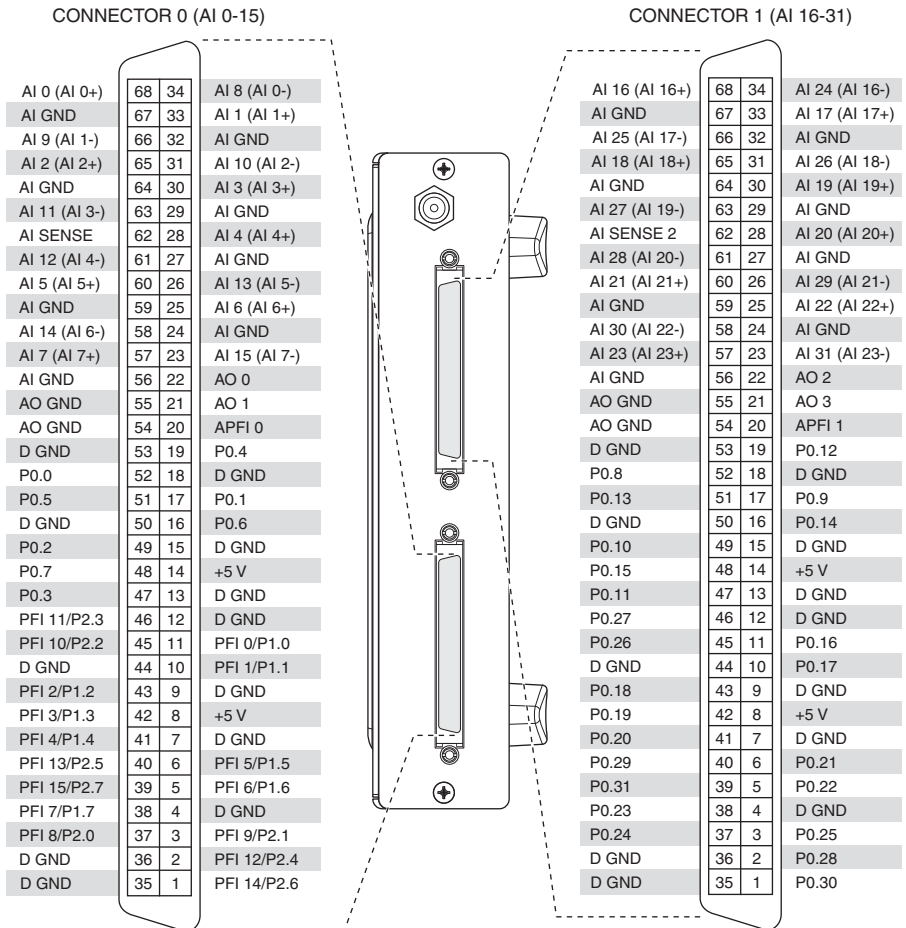 CONNECTOR 0 (AI 0-15)
AI 0 (AI 0+) 68 34 AI 8 (AI 0-)
AI GND 67 33 AI 1 (AI 1+)
AI 9 (AI 1-) 66 32 AI GND
AI 2 (AI 2+) 65 31 AI 10 (AI 2-)
AI GND 64 30 AI 3 (AI 3+)
AI 11 (AI 3-) 63 29 AI GND
AI SENSE 62 28 AI 4 (AI 4+)
AI 12 (AI 4-) 61 27 AI GND
AI 5 (AI 5+) 60 26 AI 13 (AI 5-)
AI GND 59 25 AI 6 (AI 6+)
AI 14 (AI 6-) 58 24 AI GND
AI 7 (AI 7+) 57 23 AI 15 (AI 7-)
AI GND 56 22 AO 0
AO GND 55 21 AO 1
AO GND 54 20 APFI 0
D GND 53 19 P0.4
P0.0 52 18 D GND
P0.5 51 17 P0.1
D GND 50 16 P0.6
P0.2 49 15 D GND
P0.7 48 14 +5 V
P0.3 47 13 D GND
PFI 11/P2.3 46 12 D GND
PFI 10/P2.2 45 11 PFI 0/P1.0
D GND 44 10 PFI 1/P1.1
PFI 2/P1.2 43 9 D GND
PFI 3/P1.3 42 8 +5 V
PFI 4/P1.4 41 7 D GND
PFI 13/P2.5 40 6 PFI 5/P1.5
PFI 15/P2.7 39 5 PFI 6/P1.6
PFI 7/P1.7 38 4 D GND
PFI 8/P2.0 37 3 PFI 9/P2.1
D GND 36 2 PFI 12/P2.4
D GND 35 1 PFI 14/P2.6
CONNECTOR 1 (AI 16-31)
AI 16 (AI 16+) 68 34 AI 24 (AI 16-)
AI GND 67 33 AI 17 (AI 17+)
AI 25 (AI 17-) 66 32 AI GND
AI 18 (AI 18+) 65 31 AI 26 (AI 18-)
AI GND 64 30 AI 19 (AI 19+)
AI 27 (AI 19-) 63 29 AI GND
AI SENSE 2 62 28 AI 20 (AI 20+)
AI 28 (AI 20-) 61 27 AI GND
AI 21 (AI 21+) 60 26 AI 29 (AI 21-)
AI GND 59 25 AI 22 (AI 22+)
AI 30 (AI 22-) 58 24 AI GND
AI 23 (AI 23+) 57 23 AI 31 (AI 23-)
AI GND 56 22 AO 2
AO GND 55 21 AO 3
AO GND 54 20 APFI 1
D GND 53 19 P0.12
P0.8 52 18 D GND
P0.13 51 17 P0.9
D GND 50 16 P0.14
P0.10 49 15 D GND
P0.15 48 14 +5 V
P0.11 47 13 D GND
P0.27 46 12 D GND
P0.26 45 11 P0.16
D GND 44 10 P0.17
P0.18 43 9 D GND
P0.19 42 8 +5 V
P0.20 41 7 D GND
P0.29 40 6 P0.21
P0.31 39 5 P0.22
P0.23 38 4 D GND
P0.24 37 3 P0.25
D GND 36 2 P0.28
D GND 35 1 P0.30